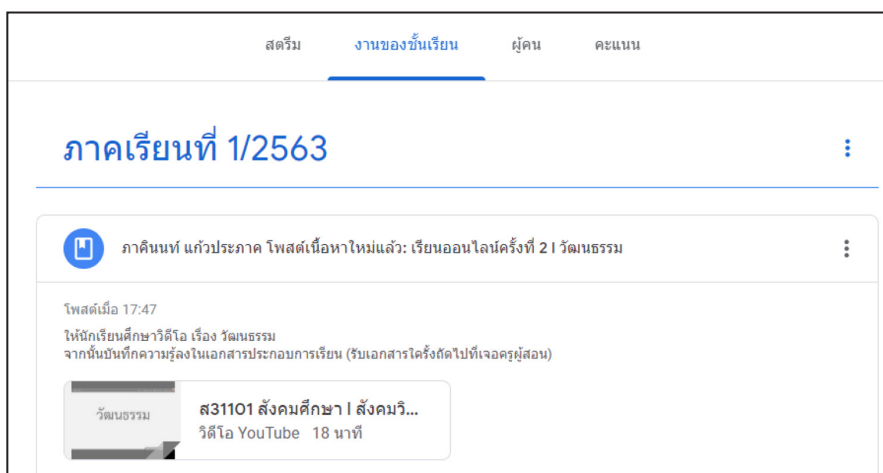 สตรีม งานของชั้นเรียน ผู้คน คะแนน
ภาคเรียนที่ 1/2563
ภาคินนท์ แก้วประภาค โพสต์เนื้อหาใหม่แล้ว: เรียนออนไลน์ครั้งที่ 2 I วัฒนธรรม
โพสต์เมื่อ 17:47
ให้นักเรียนศึกษาวิดีโอ เรื่อง วัฒนธรรม
จากนั้นบันทึกความรู้ลงในเอกสารประกอบการเรียน (รับเอกสารใครั้งถัดไปที่เจอครูผู้สอน)
วัฒนธรรม
ส31101 สังคมศึกษา I สังคมวิ...
วิดีโอ YouTube 18 นาที